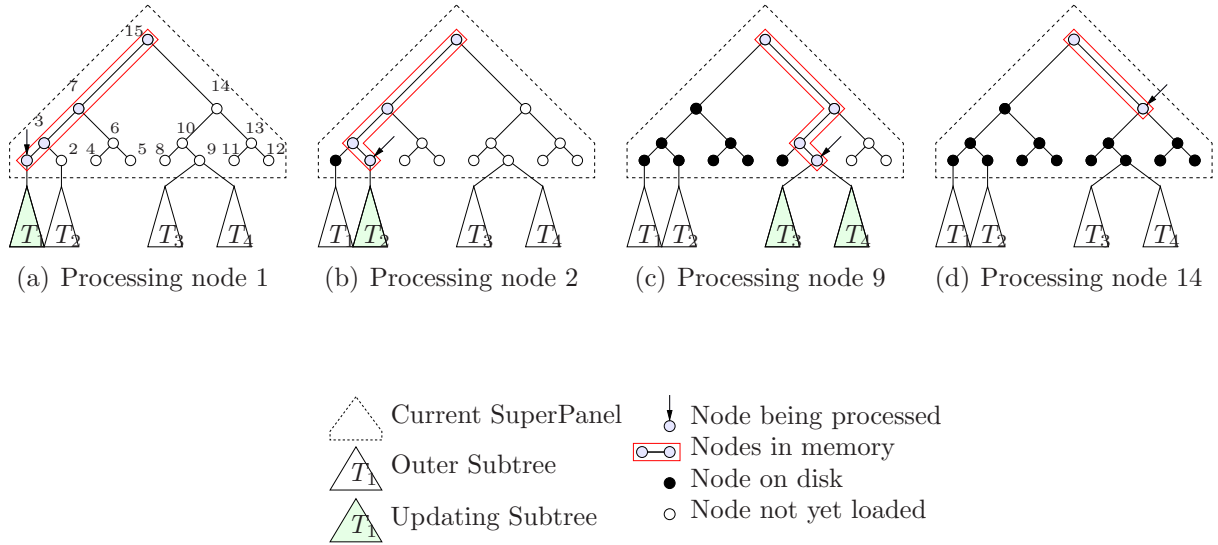 15
7
14
3
6
10
13
2
4
5
8
9
11
12
T1
T2
T3
T4
T1
T2
T3
T4
T1
T2
T3
T4
T1
T2
T3
T4
(a) Processing node 1
(b) Processing node 2
(c) Processing node 9
(d) Processing node 14
Current SuperPanel
T1 Outer Subtree
T1 Updating Subtree
Node being processed
Nodes in memory
Node on disk
Node not yet loaded